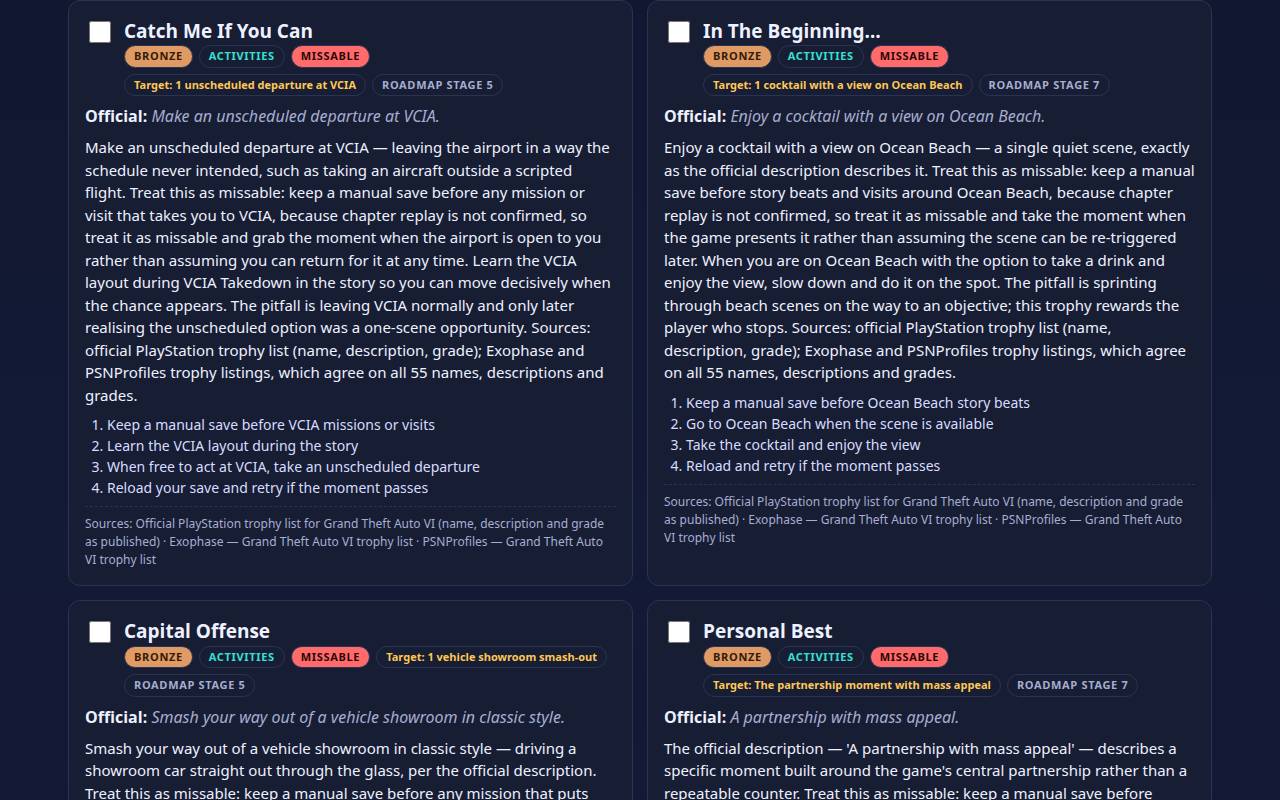 Catch Me If You Can
BRONZE ACTIVITIES MISSABLE
Target: 1 unscheduled departure at VCIA ROADMAP STAGE 5
Official: Make an unscheduled departure at VCIA.
Make an unscheduled departure at VCIA — leaving the airport in a way the
schedule never intended, such as taking an aircraft outside a scripted
flight. Treat this as missable: keep a manual save before any mission or
visit that takes you to VCIA, because chapter replay is not confirmed, so
treat it as missable and grab the moment when the airport is open to you
rather than assuming you can return for it at any time. Learn the VCIA
layout during VCIA Takedown in the story so you can move decisively when
the chance appears. The pitfall is leaving VCIA normally and only later
realising the unscheduled option was a one-scene opportunity. Sources:
official PlayStation trophy list (name, description, grade); Exophase and
PSNProfiles trophy listings, which agree on all 55 names, descriptions and
grades.
1. Keep a manual save before VCIA missions or visits
2. Learn the VCIA layout during the story
3. When free to act at VCIA, take an unscheduled departure
4. Reload your save and retry if the moment passes
Sources: Official PlayStation trophy list for Grand Theft Auto VI (name, description and grade
as published) · Exophase — Grand Theft Auto VI trophy list · PSNProfiles — Grand Theft Auto
VI trophy list
In The Beginning...
BRONZE ACTIVITIES MISSABLE
Target: 1 cocktail with a view on Ocean Beach ROADMAP STAGE 7
Official: Enjoy a cocktail with a view on Ocean Beach.
Enjoy a cocktail with a view on Ocean Beach — a single quiet scene, exactly
as the official description describes it. Treat this as missable: keep a manual
save before story beats and visits around Ocean Beach, because chapter
replay is not confirmed, so treat it as missable and take the moment when
the game presents it rather than assuming the scene can be re-triggered
later. When you are on Ocean Beach with the option to take a drink and
enjoy the view, slow down and do it on the spot. The pitfall is sprinting
through beach scenes on the way to an objective; this trophy rewards the
player who stops. Sources: official PlayStation trophy list (name,
description, grade); Exophase and PSNProfiles trophy listings, which agree
on all 55 names, descriptions and grades.
1. Keep a manual save before Ocean Beach story beats
2. Go to Ocean Beach when the scene is available
3. Take the cocktail and enjoy the view
4. Reload and retry if the moment passes
Sources: Official PlayStation trophy list for Grand Theft Auto VI (name, description and grade
as published) · Exophase — Grand Theft Auto VI trophy list · PSNProfiles — Grand Theft Auto
VI trophy list
Capital Offense
BRONZE ACTIVITIES MISSABLE Target: 1 vehicle showroom smash-out
ROADMAP STAGE 5
Official: Smash your way out of a vehicle showroom in classic style.
Smash your way out of a vehicle showroom in classic style — driving a
showroom car straight out through the glass, per the official description.
Treat this as missable: keep a manual save before any mission that puts
Personal Best
BRONZE ACTIVITIES MISSABLE
Target: The partnership moment with mass appeal ROADMAP STAGE 7
Official: A partnership with mass appeal.
The official description — 'A partnership with mass appeal' — describes a
specific moment built around the game's central partnership rather than a
repeatable counter. Treat this as missable: keep a manual save before